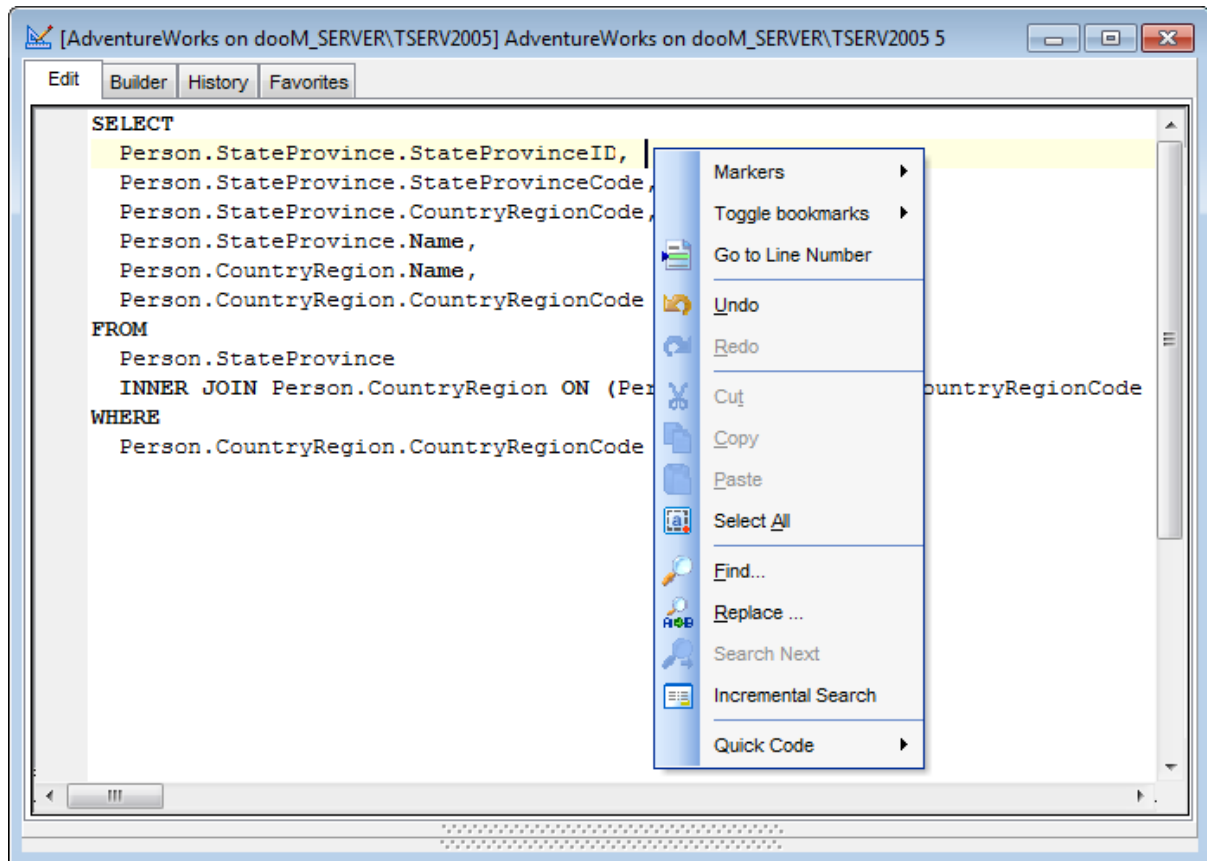 [AdventureWorks on dooM_SERVER\TSERV2005] AdventureWorks on dooM_SERVER\TSERV2005 5
Edit Builder History Favorites
SELECT
Person.StateProvince.StateProvinceID,
Person.StateProvince.StateProvinceCode,
Person.StateProvince.CountryRegionCode,
Person.StateProvince.Name,
Person.CountryRegion.Name,
Person.CountryRegion.CountryRegionCode
FROM
Person.StateProvince
INNER JOIN Person.CountryRegion ON (Per
WHERE
Person.CountryRegion.CountryRegionCode
Markers
Toggle bookmarks
Go to Line Number
Undo
Redo
Cut
Copy
Paste
Select All
Find...
Replace ...
Search Next
Incremental Search
Quick Code